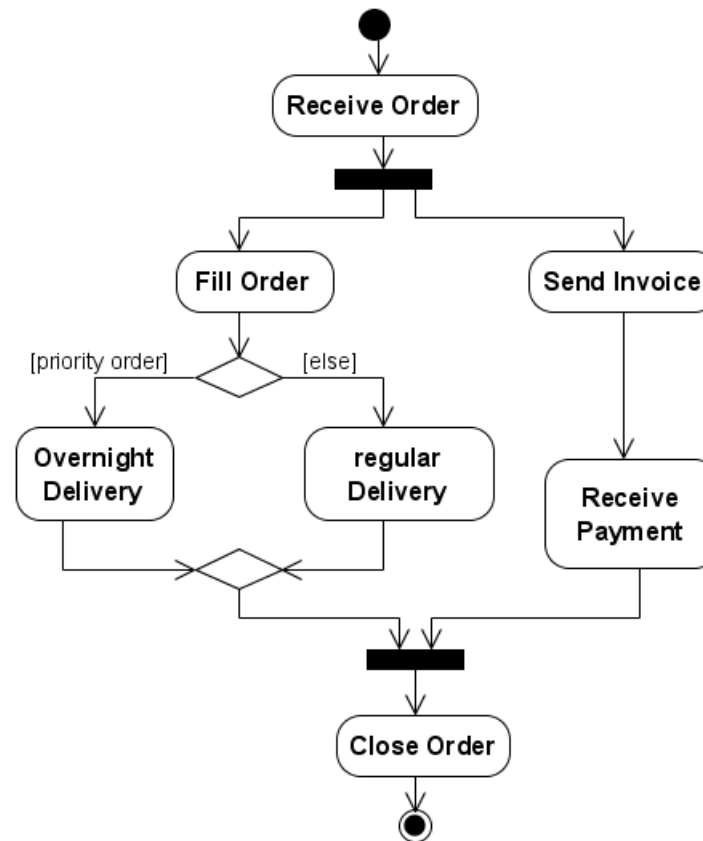 Receive Order
Fill Order
Send Invoice
[priority order]
[else]
Overnight
Delivery
regular
Delivery
Receive
Payment
Close Order